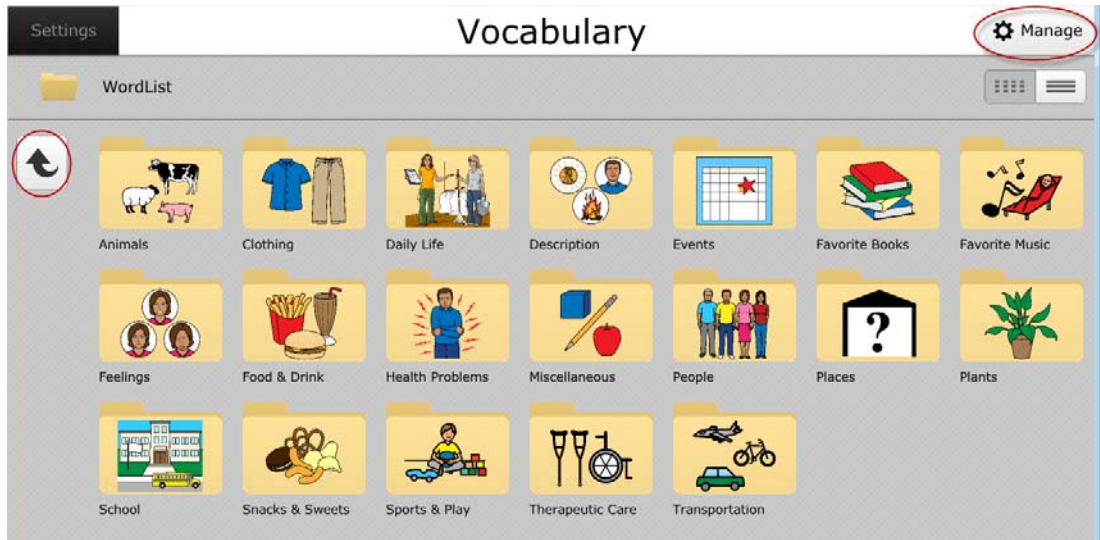 Settings Vocabulary Manage
WordList
Animals Clothing Daily Life Description Events Favorite Books Favorite Music
?
Feelings Food & Drink Health Problems Miscellaneous People Places Plants
School Snacks & Sweets Sports & Play Therapeutic Care Transportation